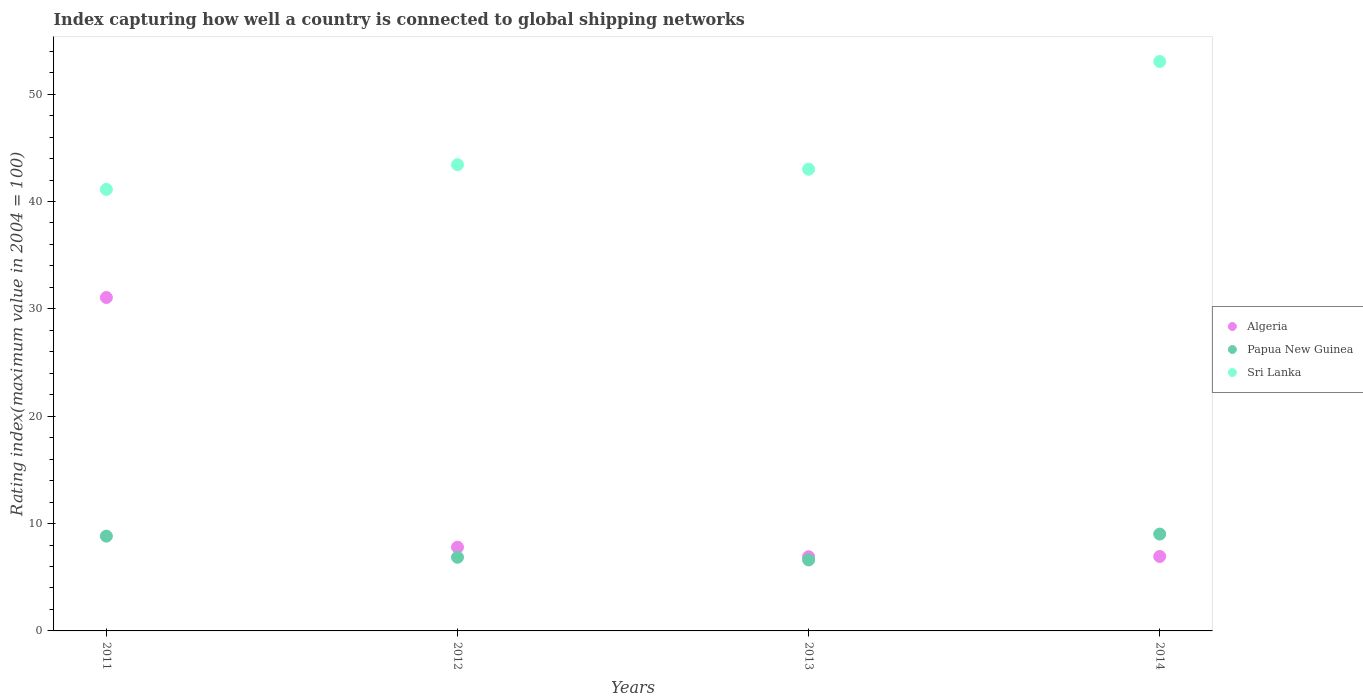 Index capturing how well a country is connected to global shipping networks
Rating index(maximum value in 2004 = 100)
50
40
30
20
10
0
2011
2012
2013
2014
Years
Algeria
Papua New Guinea
Sri Lanka